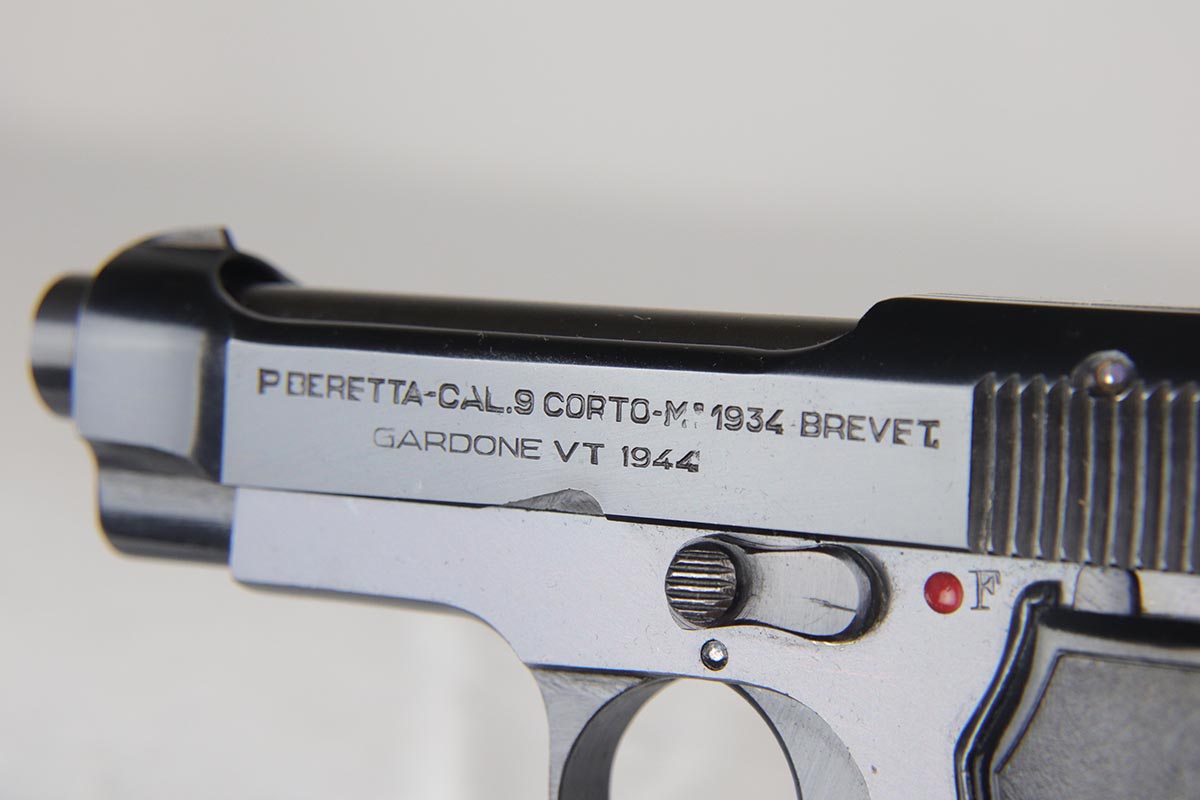 P BERETTA-CAL.9 CORTO-M° 1934 BREVET.
GARDONE VT 1944
F